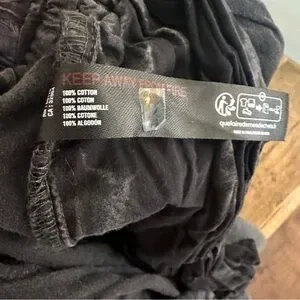 KEEP AWAY FROM FIRE
100% COTTON
100% COTON
100% BAUMWOLLE
100% COTONE
100% ALGODÓN
quefairedemesdechets.fr